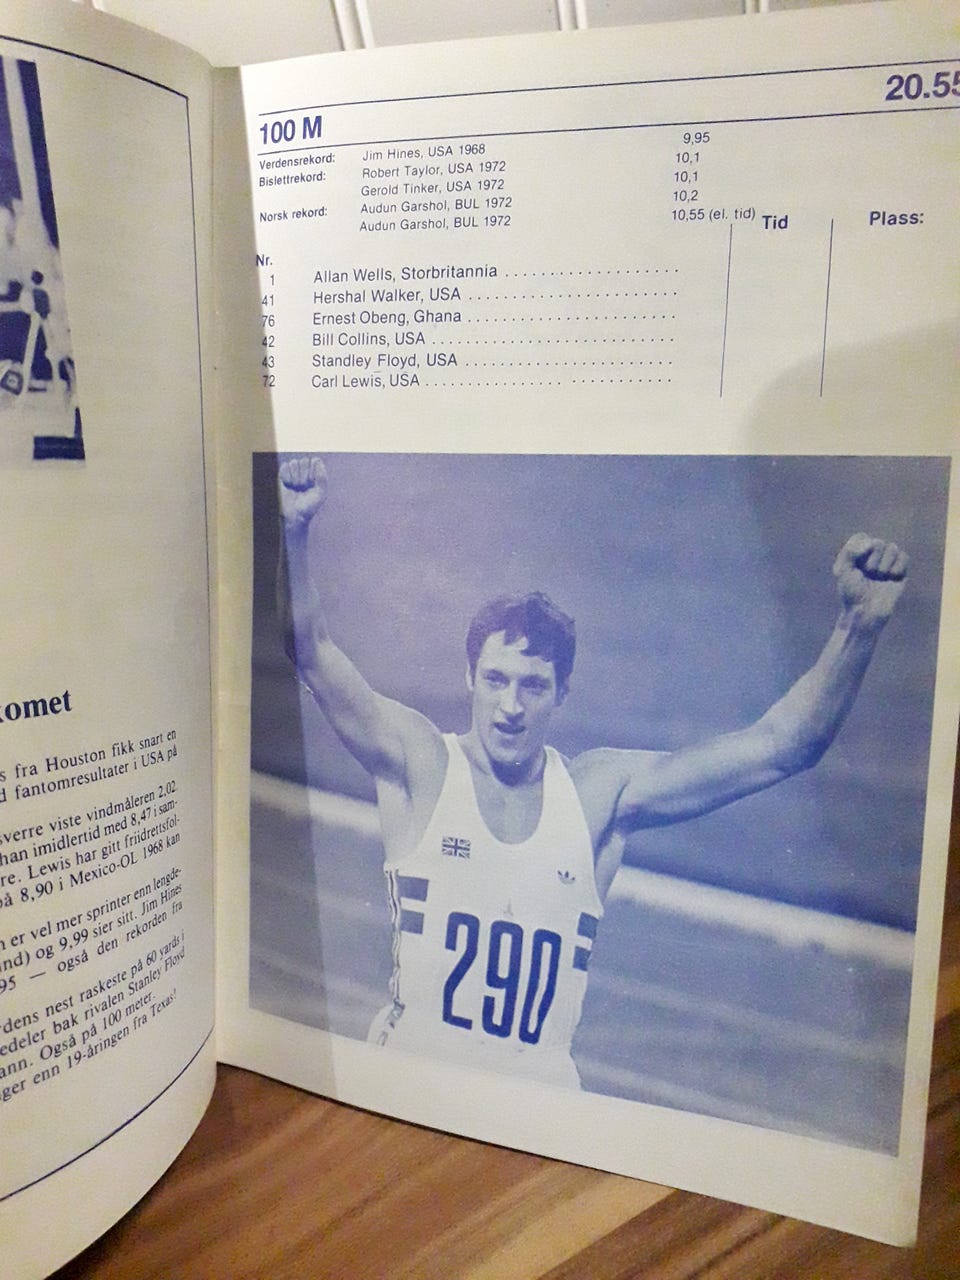 komet
s fra Houston fikk snart en
d fantomresultater i USA på
sverre viste vindmåleren 2,02
han imidlertid med 8,47 i sam-
re. Lewis har gitt friidrettsfol-
på 8,90 i Mexico-OL 1968 kan
n er vel mer sprinter enn lengde-
nd) og 9,99 sier sitt. Jim Hines
95 — også den rekorden fra
rdens nest raskeste på 60 yards i
edeler bak rivalen Stanley Floyd
ann. Også på 100 meter.
ger enn 19-åringen fra Texas!
20.55
100 M
Verdensrekord: Jim Hines, USA 1968 9,95
Bislettrekord: Robert Taylor, USA 1972 10,1
Gerold Tinker, USA 1972 10,1
Norsk rekord: Audun Garshol, BUL 1972 10,2
Audun Garshol, BUL 1972 10,55 (el. tid)
Nr. Tid Plass:
1 Allan Wells, Storbritannia
41 Hershal Walker, USA
76 Ernest Obeng, Ghana
42 Bill Collins, USA
43 Standley Floyd, USA
72 Carl Lewis, USA
290